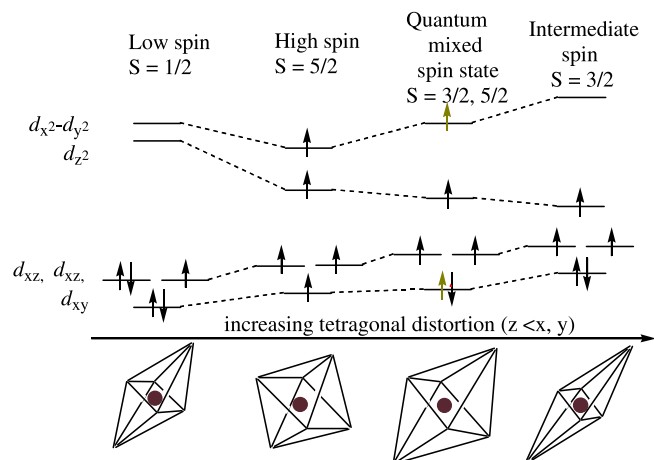 Low spin
S = 1/2
High spin
S = 5/2
Quantum
mixed
spin state
S = 3/2, 5/2
Intermediate
spin
S = 3/2
dx²-dy²
dz²
dxz, dxz,
dxy
increasing tetragonal distortion (z <x, y)